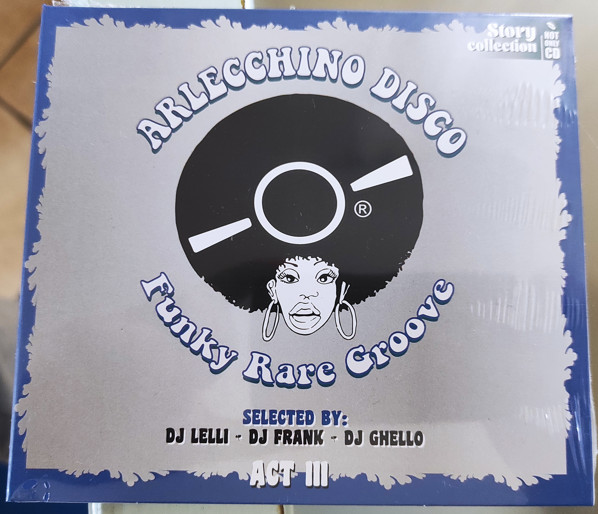 Story
collection
NOT
ONLY
CD
ARLECCHINO DISCO
®
Funky Rare Groove
SELECTED BY:
DJ LELLI - DJ FRANK - DJ GHELLO
ACT III